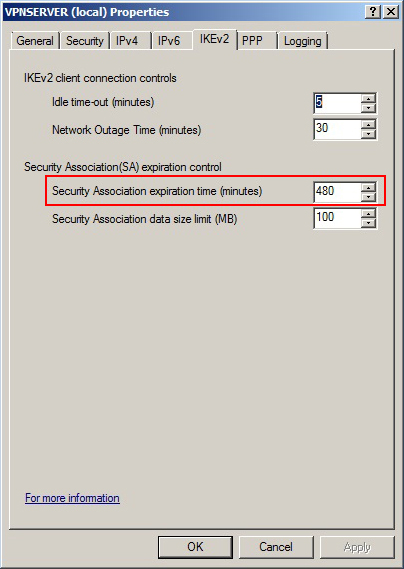 VPNSERVER (local) Properties
General Security IPv4 IPv6 IKEv2 PPP Logging
IKEv2 client connection controls
Idle time-out (minutes) 5
Network Outage Time (minutes) 30
Security Association(SA) expiration control
Security Association expiration time (minutes) 480
Security Association data size limit (MB) 100
For more information
OK Cancel Apply